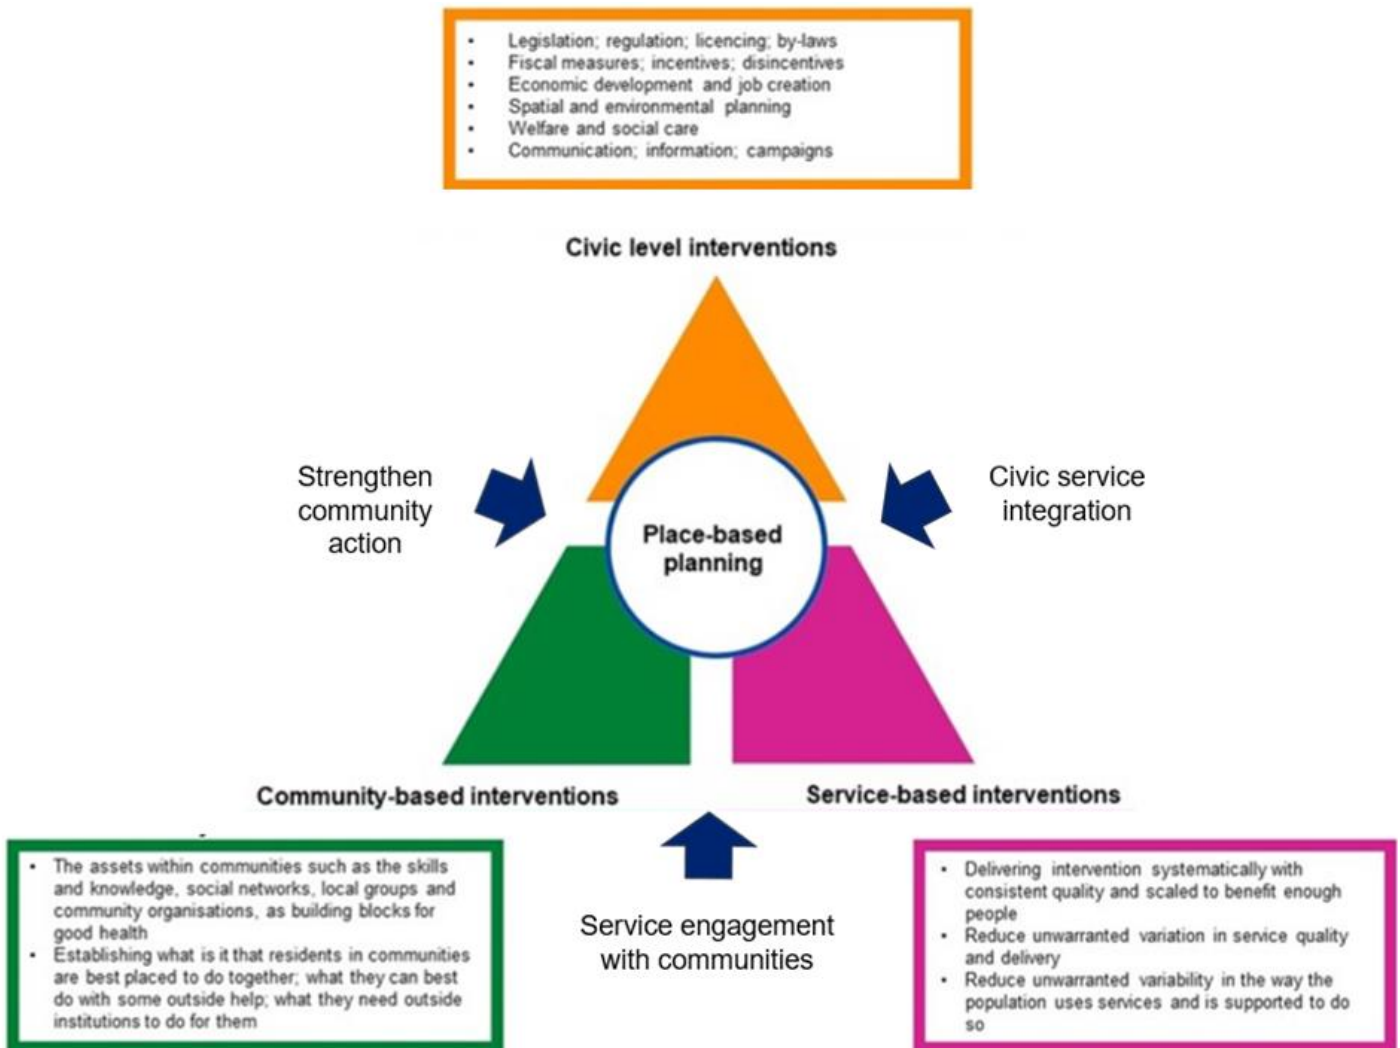 • Legislation; regulation; licencing; by-laws
• Fiscal measures; incentives; disincentives
• Economic development and job creation
• Spatial and environmental planning
• Welfare and social care
• Communication; information; campaigns
Civic level interventions
Strengthen
community
action
Civic service
integration
Place-based
planning
Community-based interventions
Service-based interventions
• The assets within communities such as the skills
and knowledge, social networks, local groups and
community organisations, as building blocks for
good health
• Establishing what is it that residents in communities
are best placed to do together; what they can best
do with some outside help; what they need outside
institutions to do for them
Service engagement
with communities
• Delivering intervention systematically with
consistent quality and scaled to benefit enough
people
• Reduce unwarranted variation in service quality
and delivery
• Reduce unwarranted variability in the way the
population uses services and is supported to do
so